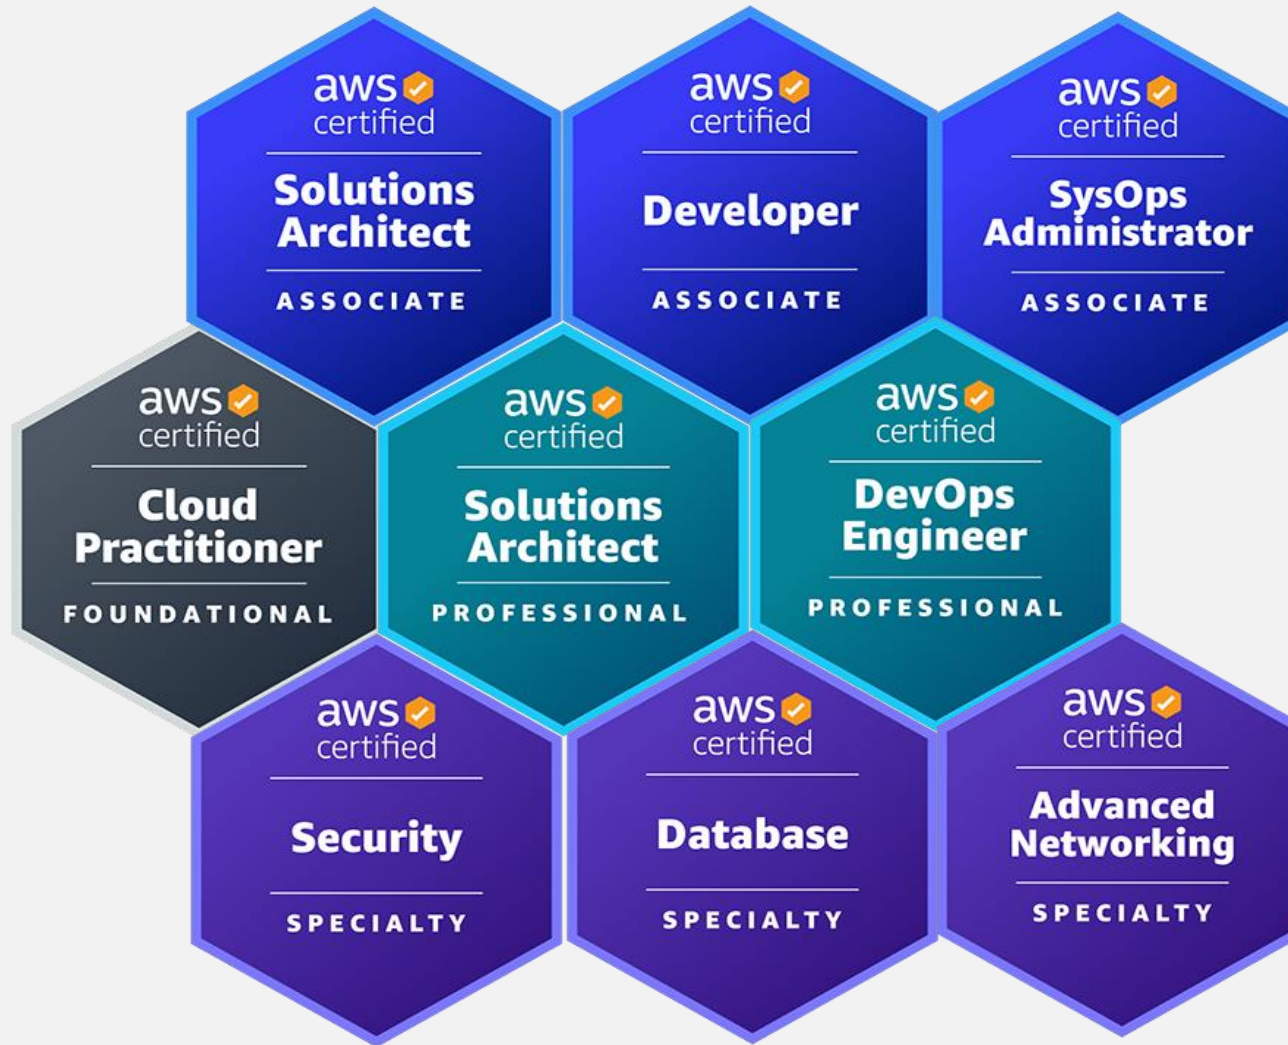 aws
certified
Solutions
Architect
ASSOCIATE
aws
certified
Developer
ASSOCIATE
aws
certified
SysOps
Administrator
ASSOCIATE
aws
certified
Cloud
Practitioner
FOUNDATIONAL
aws
certified
Solutions
Architect
PROFESSIONAL
aws
certified
DevOps
Engineer
PROFESSIONAL
aws
certified
Security
SPECIALTY
aws
certified
Database
SPECIALTY
aws
certified
Advanced
Networking
SPECIALTY